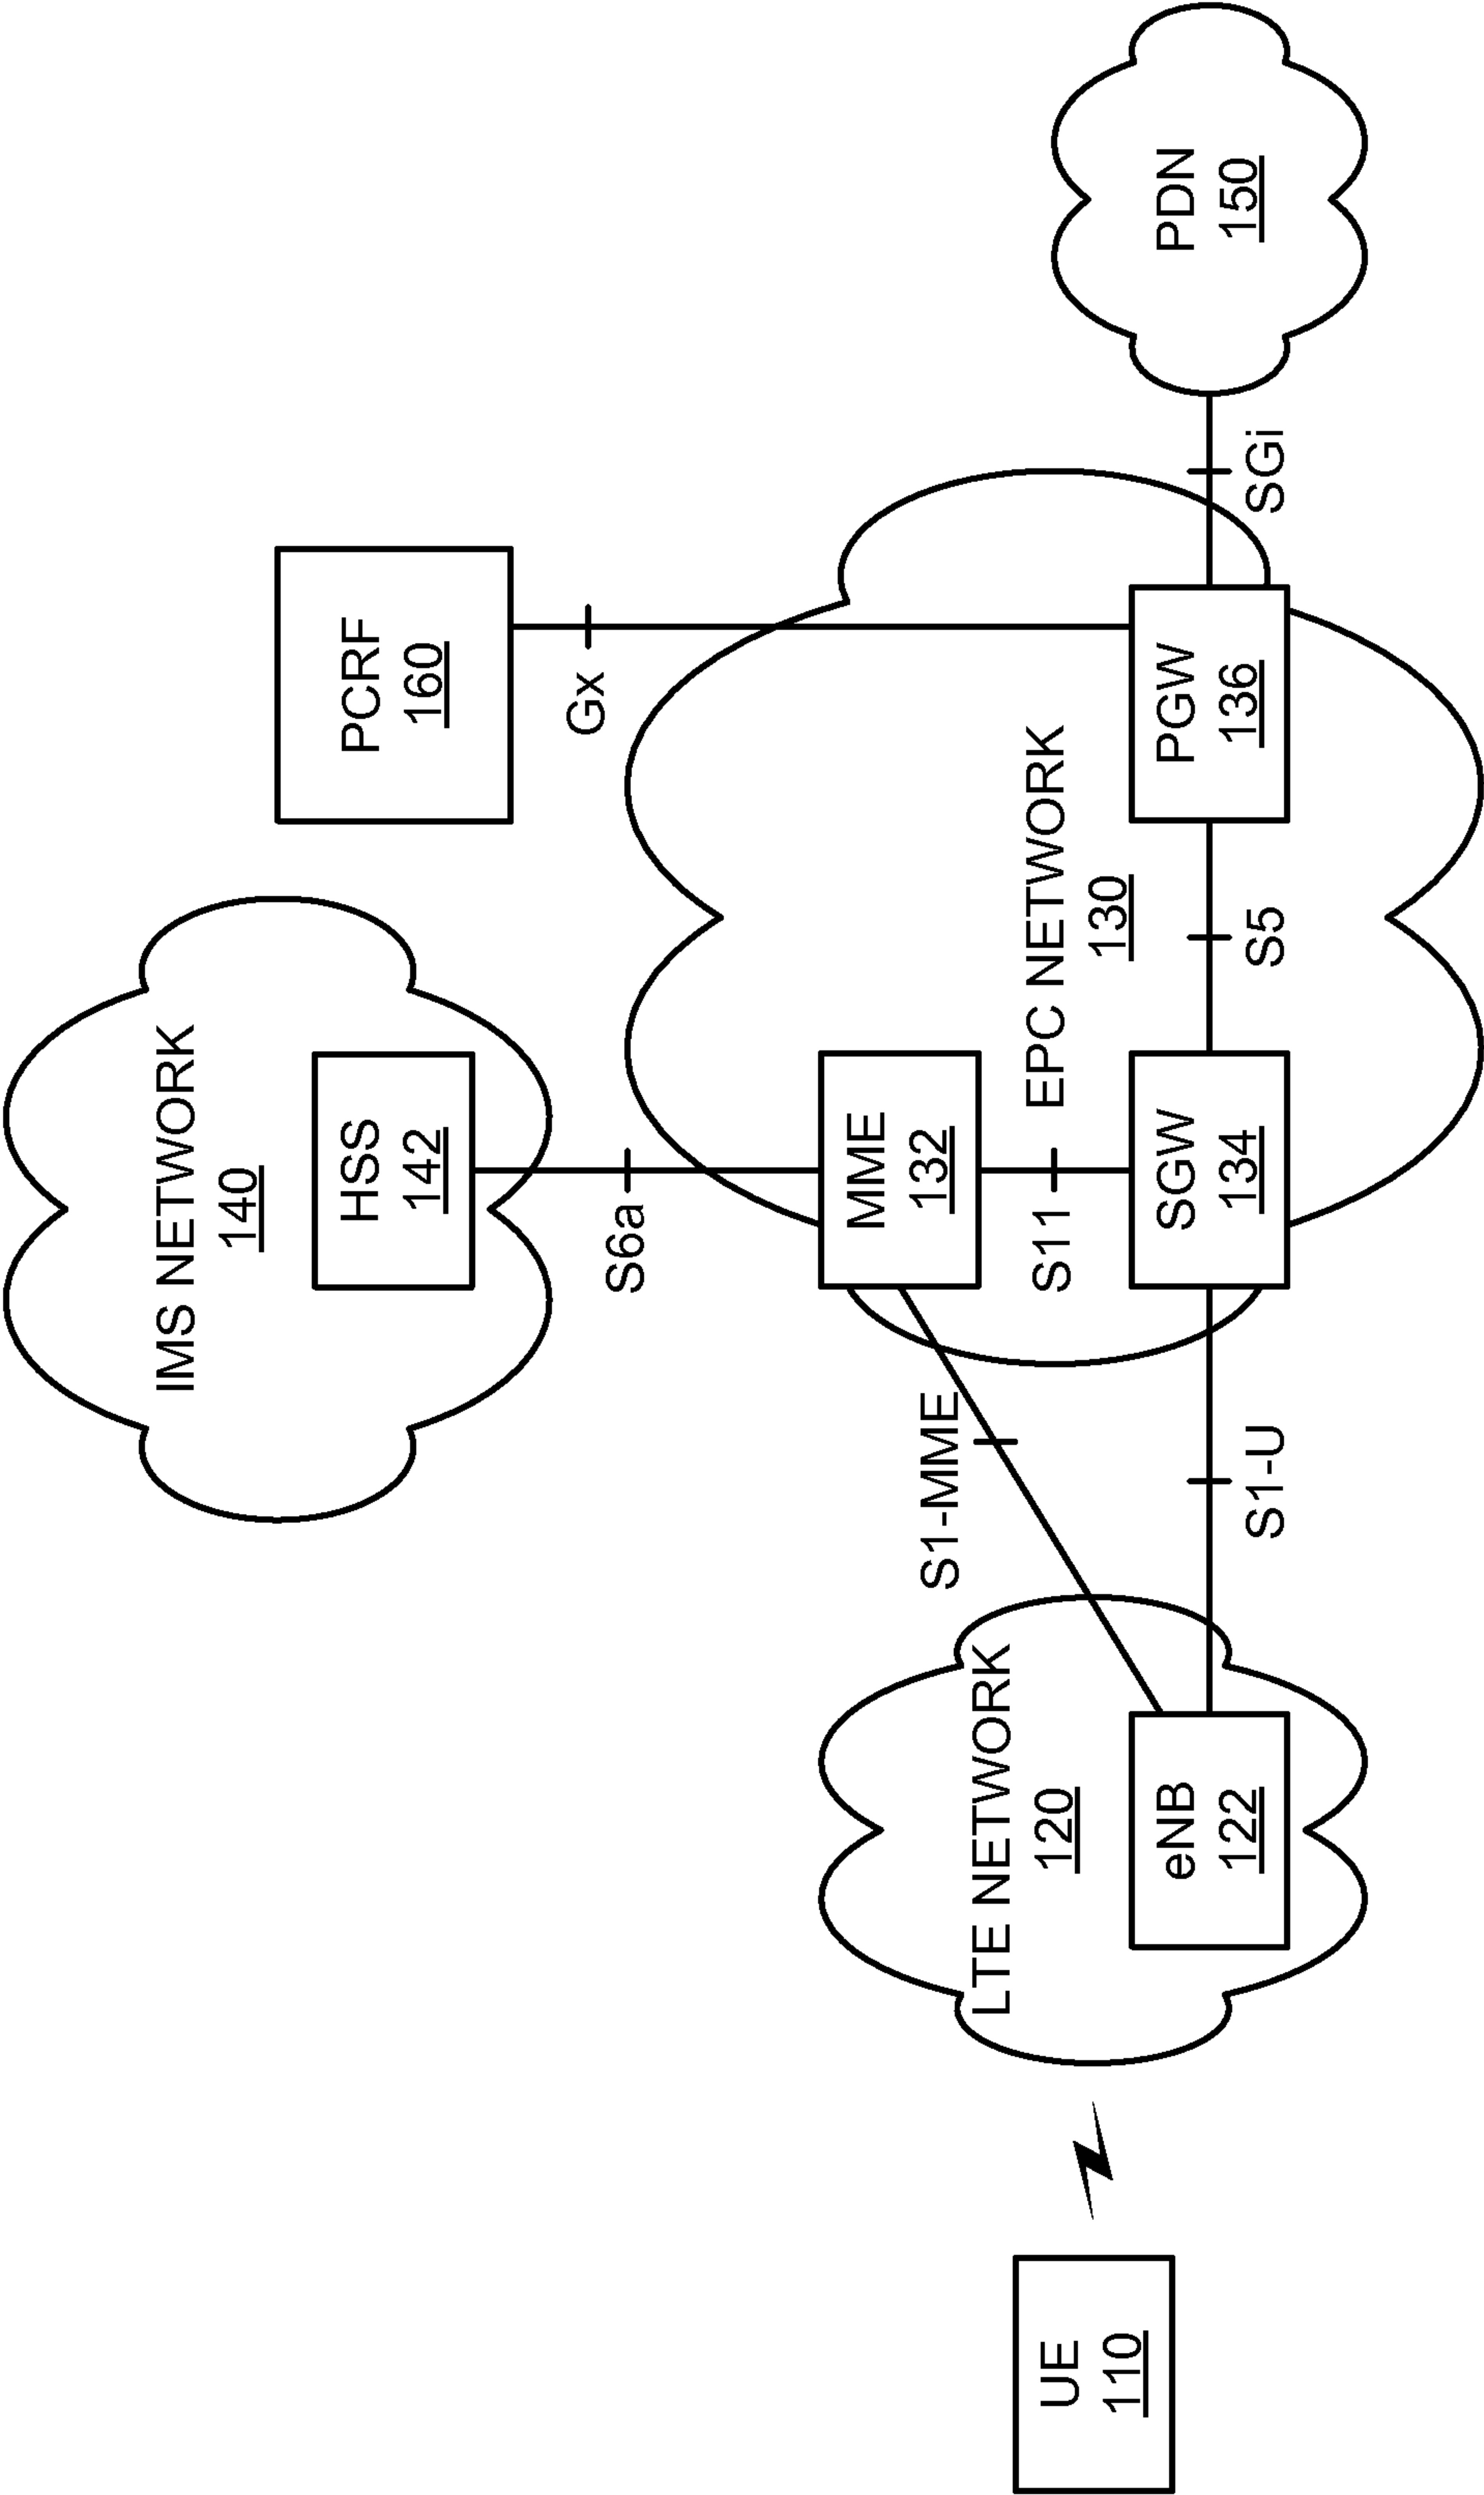 IMS NETWORK
140
HSS
142
PCRF
160
S6a
Gx
MME
132
S1-MME
LTE NETWORK
120
S11
EPC NETWORK
130
UE
110
eNB
122
SGW
134
PGW
136
PDN
150
S1-U
S5
SGi